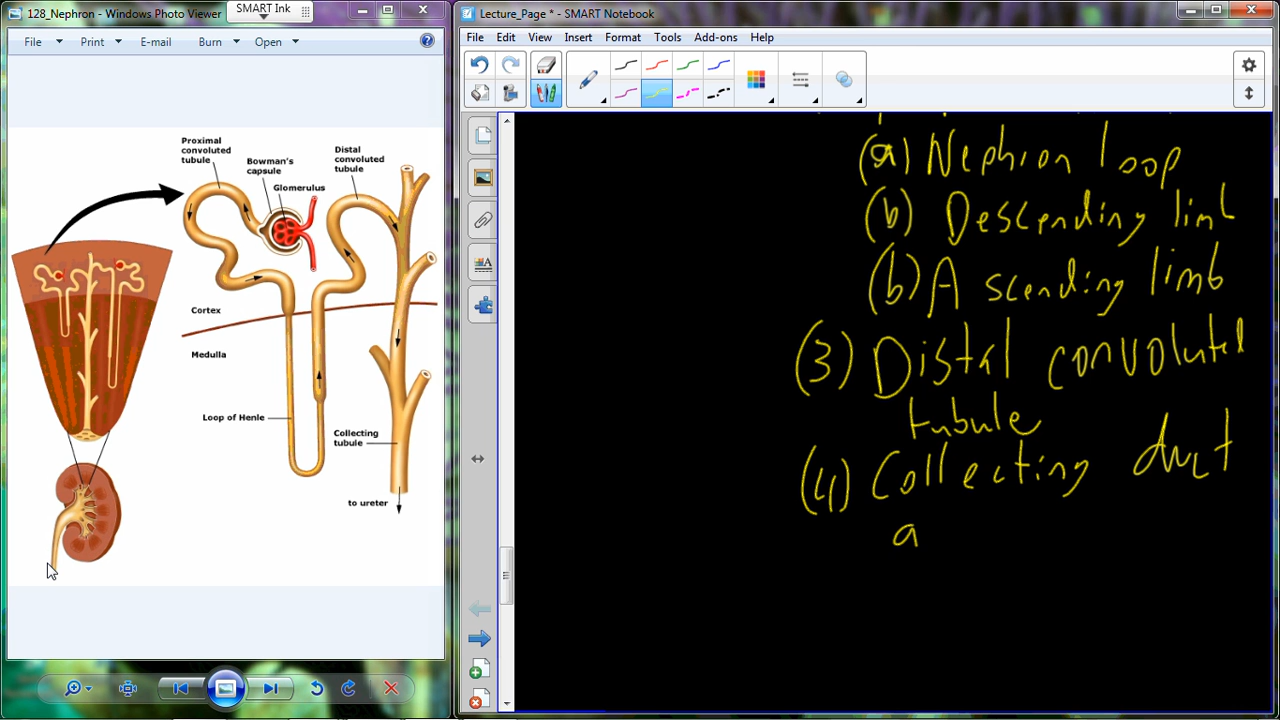 128_Nephron - Windows Photo Viewer
SMART Ink
File Print E-mail Burn Open
Proximal
convoluted
tubule
Bowman's
capsule
Glomerulus
Distal
convoluted
tubule
Cortex
Medulla
Loop of Henle
Collecting
tubule
to ureter
Lecture_Page * - SMART Notebook
File Edit View Insert Format Tools Add-ons Help
(a) Nephron loop
(b) Descending limb
(b) Ascending limb
(3) Distal convoluted
tubule
(4) Collecting duct
a